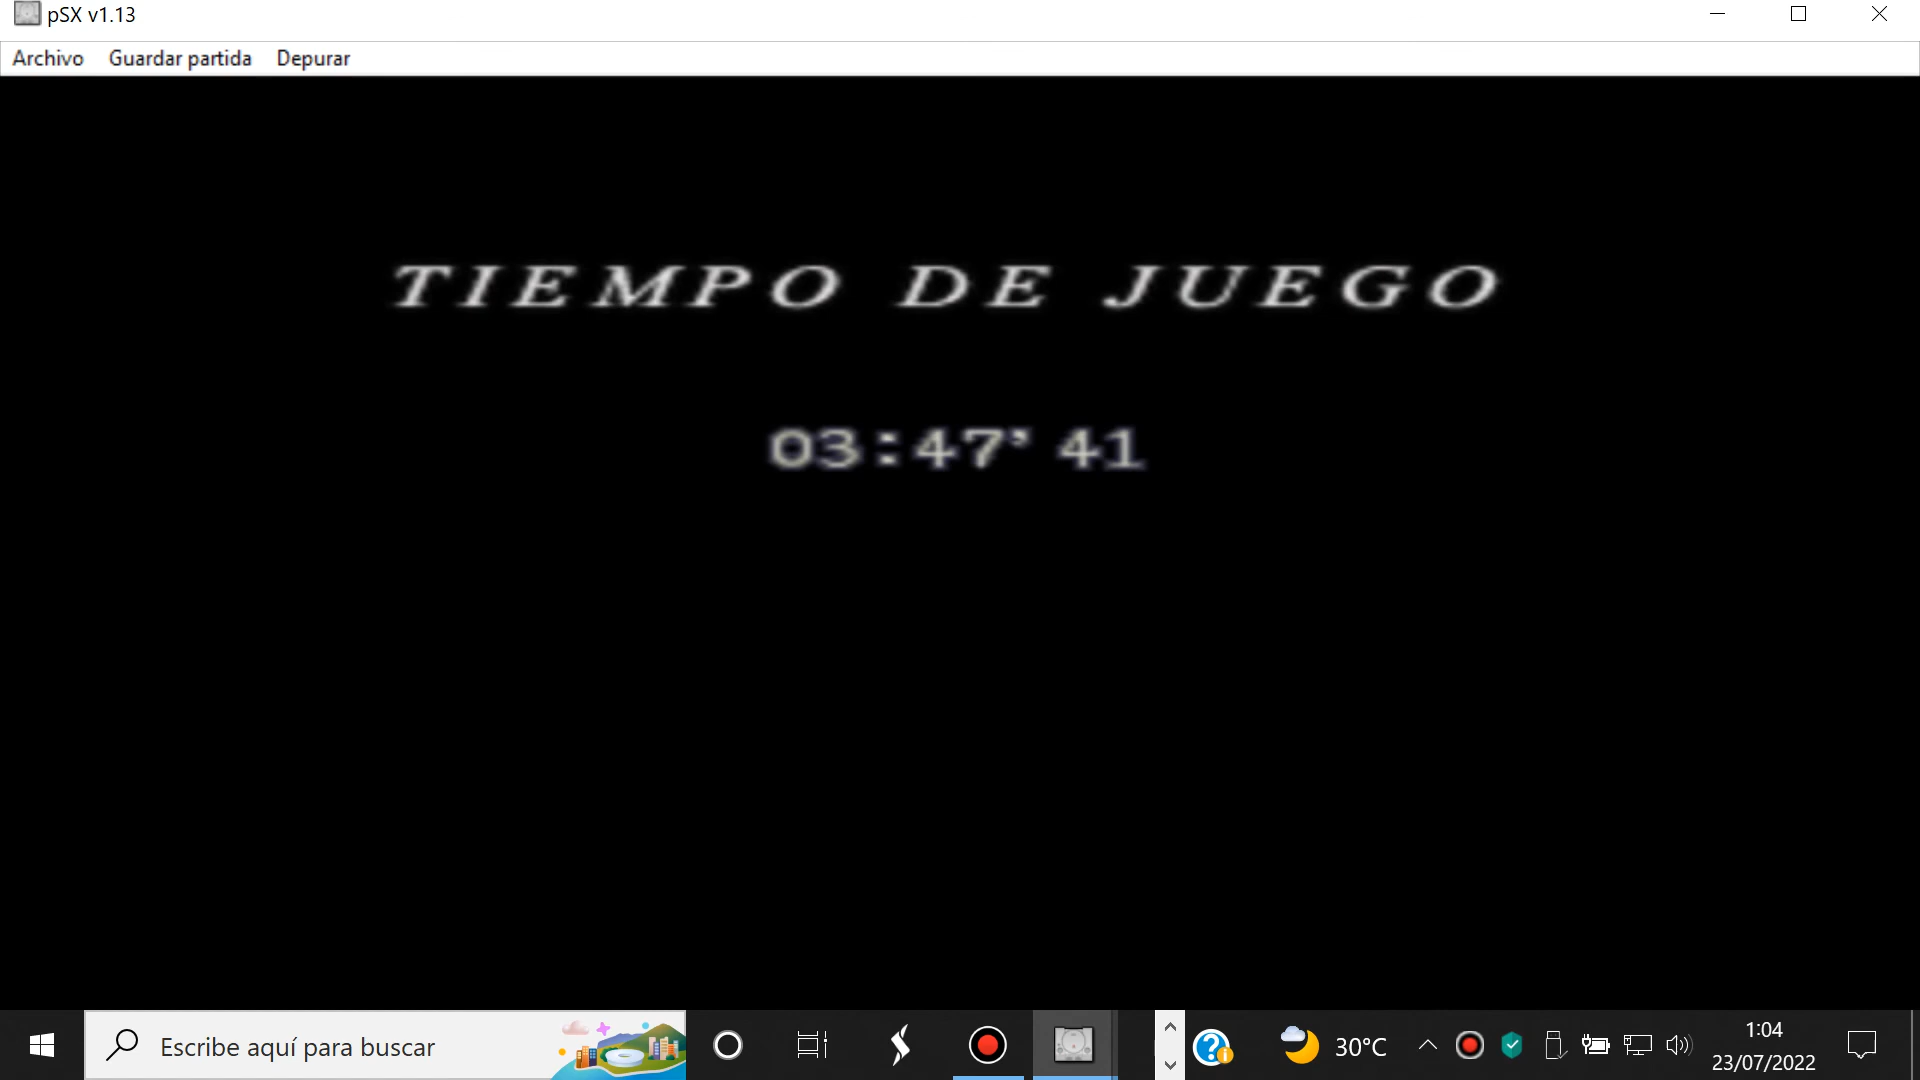 pSX v1.13
Archivo Guardar partida Depurar
TIEMPO DE JUEGO
03:47' 41
Escribe aquí para buscar
30°C
1:04
23/07/2022